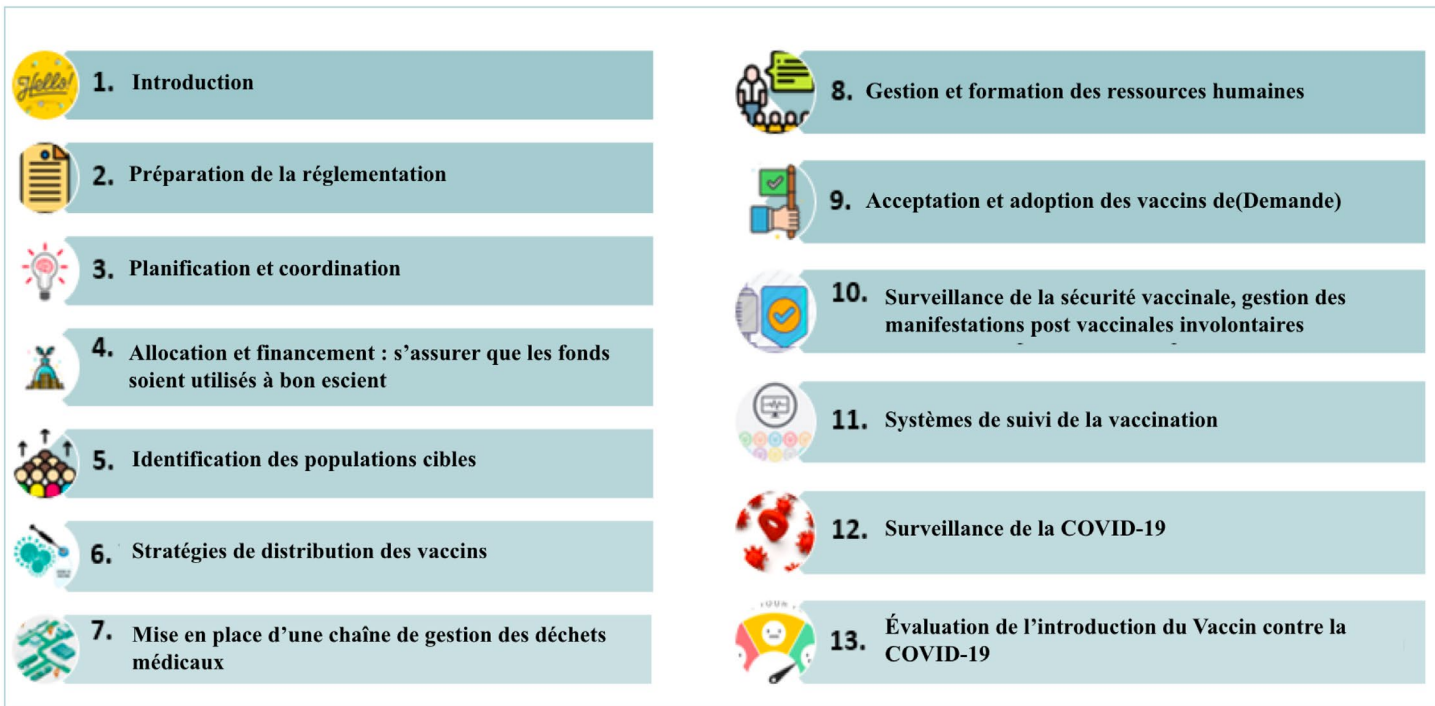 Hello!
1. Introduction
2. Préparation de la réglementation
3. Planification et coordination
4. Allocation et financement : s’assurer que les fonds
soient utilisés à bon escient
5. Identification des populations cibles
6. Stratégies de distribution des vaccins
7. Mise en place d’une chaîne de gestion des déchets
médicaux
8. Gestion et formation des ressources humaines
9. Acceptation et adoption des vaccins de(Demande)
10. Surveillance de la sécurité vaccinale, gestion des
manifestations post vaccinales involontaires
11. Systèmes de suivi de la vaccination
12. Surveillance de la COVID-19
YOUR
13. Évaluation de l’introduction du Vaccin contre la
COVID-19